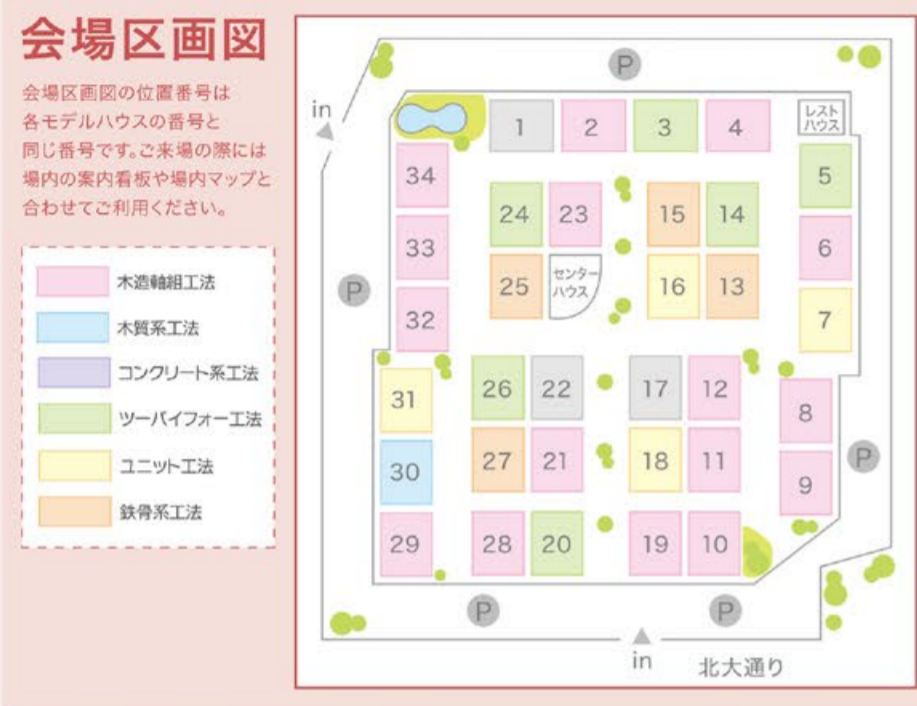 会場区画図
会場区画図の位置番号は
各モデルハウスの番号と
同じ番号です。ご来場の際には
場内の案内看板や場内マップと
合わせてご利用ください。
木造軸組工法
木質系工法
コンクリート系工法
ツーバイフォー工法
ユニット工法
鉄骨系工法
P
in
1 2 3 4
レスト
ハウス
34
5
24 23 15 14
33
6
25
センター
ハウス
16 13
P
32
7
31
26 22 17 12
8
30
27 21 18 11
9
P
29 28 20 19 10
P
P
in
北大通り